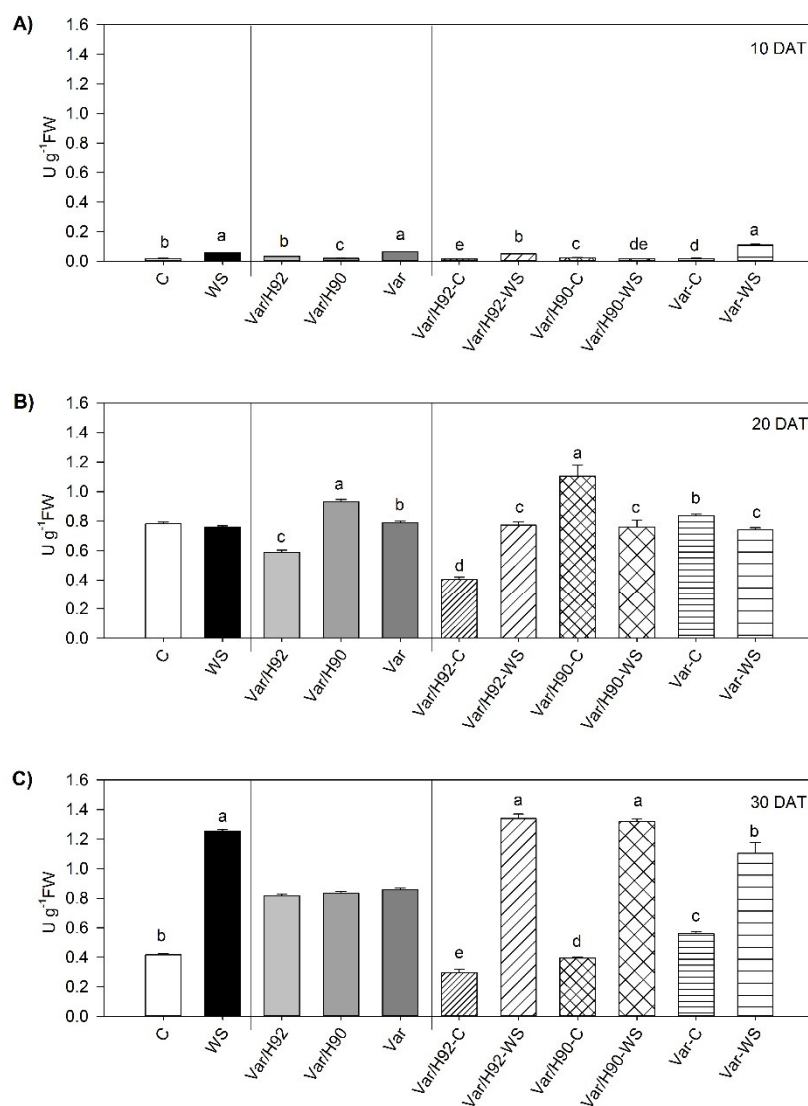 A)
10 DAT
U g⁻¹FW
1.6
1.4
1.2
1.0
0.8
0.6
0.4
0.2
0.0
b a b c a e b c de d a
C WS Var/H92 Var/H90 Var Var/H92-C Var/H92-WS Var/H90-C Var/H90-WS Var-C Var-WS
B)
20 DAT
U g⁻¹FW
1.6
1.4
1.2
1.0
0.8
0.6
0.4
0.2
0.0
c a b d c a c b c
C WS Var/H92 Var/H90 Var Var/H92-C Var/H92-WS Var/H90-C Var/H90-WS Var-C Var-WS
C)
30 DAT
U g⁻¹FW
1.6
1.4
1.2
1.0
0.8
0.6
0.4
0.2
0.0
b a e a d a c b
C WS Var/H92 Var/H90 Var Var/H92-C Var/H92-WS Var/H90-C Var/H90-WS Var-C Var-WS